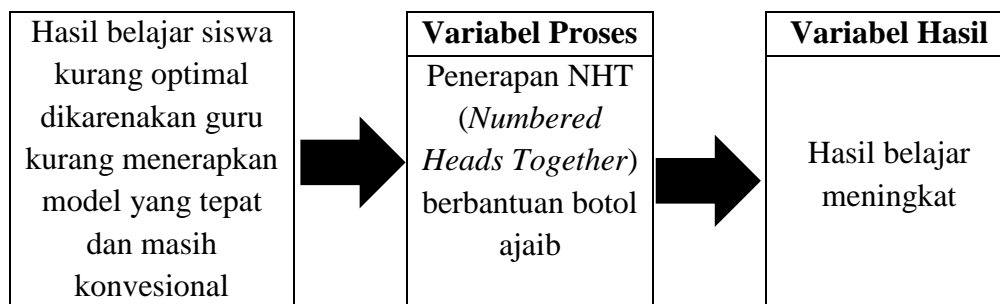 Hasil belajar siswa
kurang optimal
dikarenakan guru
kurang menerapkan
model yang tepat
dan masih
konvesional
Variabel Proses
Penerapan NHT
(Numbered
Heads Together)
berbantuan botol
ajaib
Variabel Hasil
Hasil belajar
meningkat